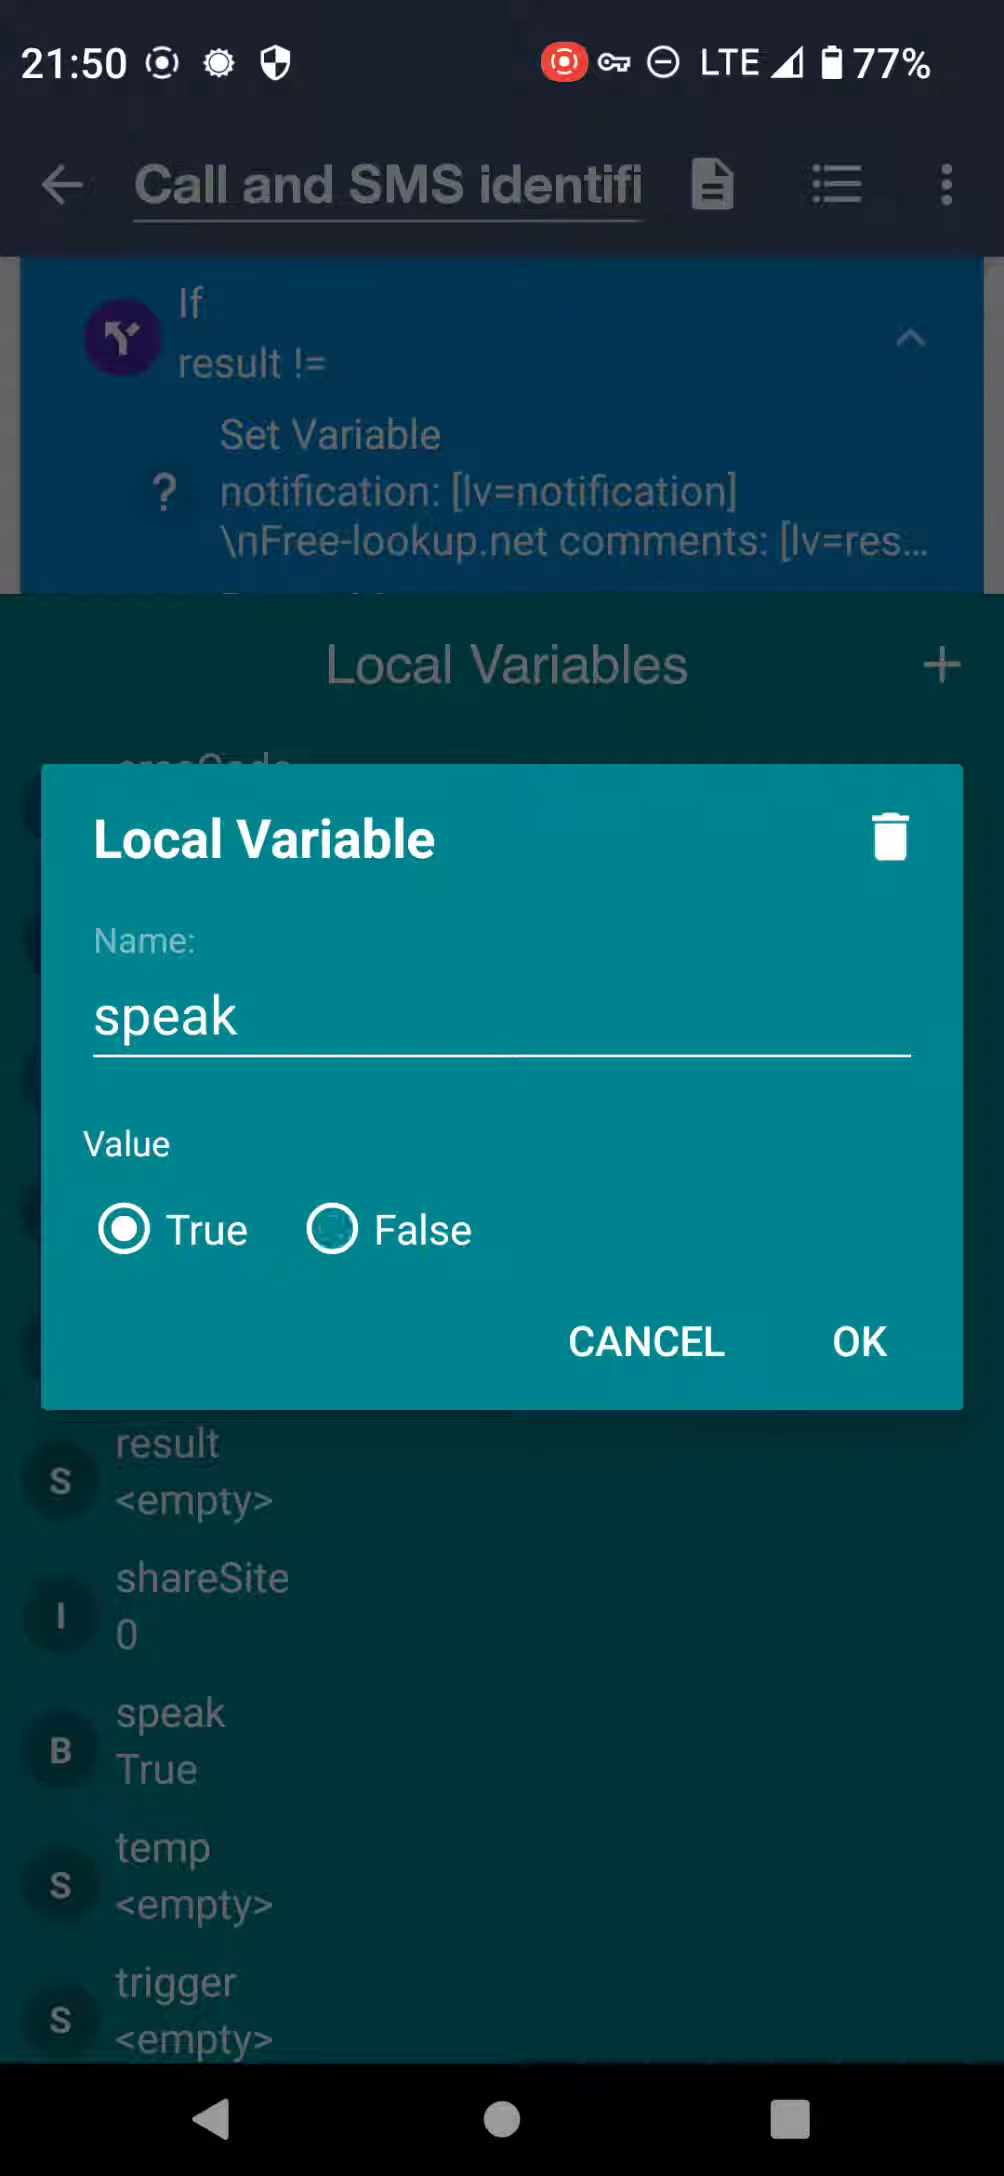 21:50 LTE 77%
Call and SMS identifi
If
result !=
Set Variable
? notification: [lv=notification]
\nFree-lookup.net comments: [lv=res...
Local Variables +
Local Variable
Name:
speak
Value
True False
CANCEL OK
result
S
<empty>
shareSite
I
0
speak
B
True
temp
S
<empty>
trigger
S
<empty>